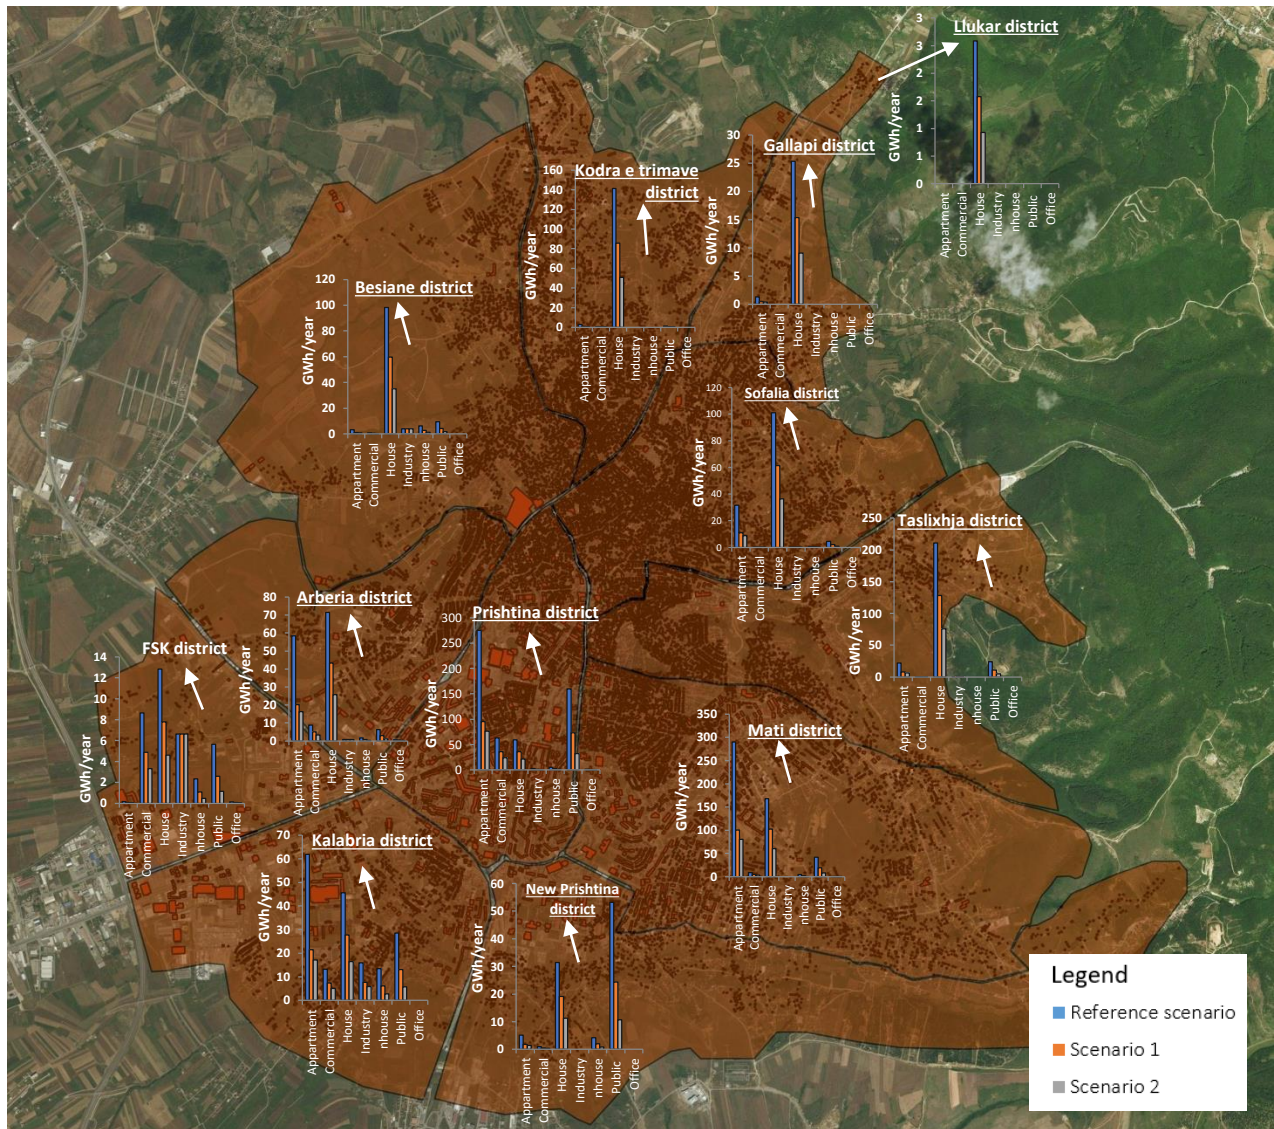 Llukar district
GWh/year
3
3
2
2
1
1
0
Appartment
Commercial
House
Industry
nhouse
Public
Office
Gallapi district
GWh/year
30
25
20
15
10
5
0
Appartment
Commercial
House
Industry
nhouse
Public
Office
Kodra e trimave
district
GWh/year
160
140
120
100
80
60
40
20
0
Appartment
Commercial
House
Industry
nhouse
Public
Office
Besiane district
GWh/year
120
100
80
60
40
20
0
Appartment
Commercial
House
Industry
nhouse
Public
Office
Sofalia district
GWh/year
120
100
80
60
40
20
0
Appartment
Commercial
House
Industry
nhouse
Public
Office
Taslixhja district
GWh/year
250
200
150
100
50
0
Appartment
Commercial
House
Industry
nhouse
Public
Office
Arberia district
GWh/year
80
70
60
50
40
30
20
10
0
Appartment
Commercial
House
Industry
nhouse
Public
Office
Prishtina district
GWh/year
300
250
200
150
100
50
0
Appartment
Commercial
House
Industry
nhouse
Public
Office
FSK district
GWh/year
14
12
10
8
6
4
2
0
Appartment
Commercial
House
Industry
nhouse
Public
Office
Mati district
GWh/year
350
300
250
200
150
100
50
0
Appartment
Commercial
House
Industry
nhouse
Public
Office
Kalabria district
GWh/year
70
60
50
40
30
20
10
0
Appartment
Commercial
House
Industry
nhouse
Public
Office
New Prishtina
district
GWh/year
60
50
40
30
20
10
0
Appartment
Commercial
House
Industry
nhouse
Public
Office
Legend
Reference scenario
Scenario 1
Scenario 2